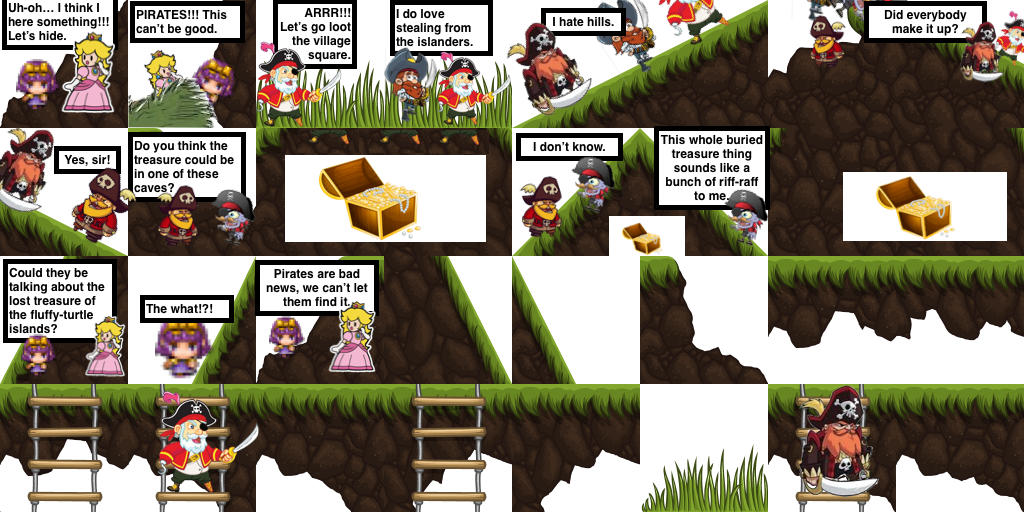 Uh-oh... I think I
here something!!!
Let's hide.
PIRATES!!! This
can't be good.
ARRR!!!
Let's go loot
the village
square.
I do love
stealing from
the islanders.
I hate hills.
Did everybody
make it up?
Yes, sir!
Do you think the
treasure could be
in one of these
caves?
I don't know.
This whole buried
treasure thing
sounds like a
bunch of riff-raff
to me.
Could they be
talking about the
lost treasure of
the fluffy-turtle
islands?
The what!?!
Pirates are bad
news, we can't let
them find it.